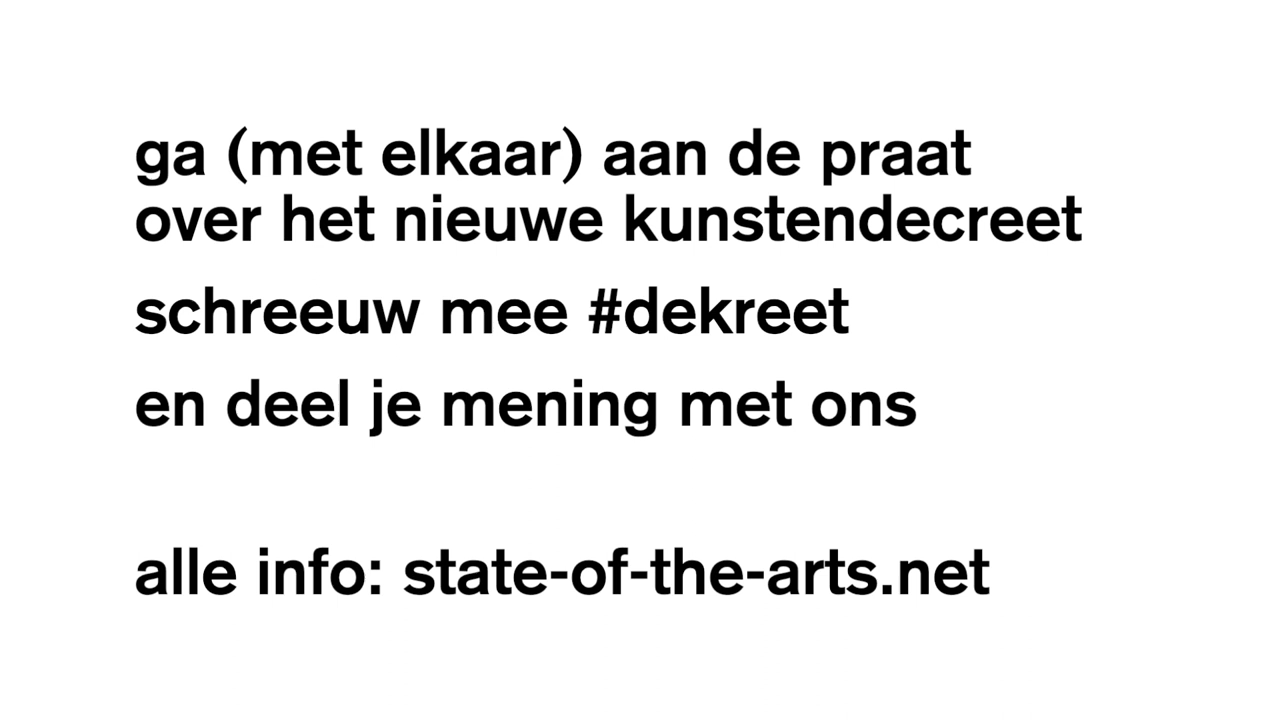 ga (met elkaar) aan de praat
over het nieuwe kunstendecreet
schreeuw mee #dekreet
en deel je mening met ons
alle info: state-of-the-arts.net